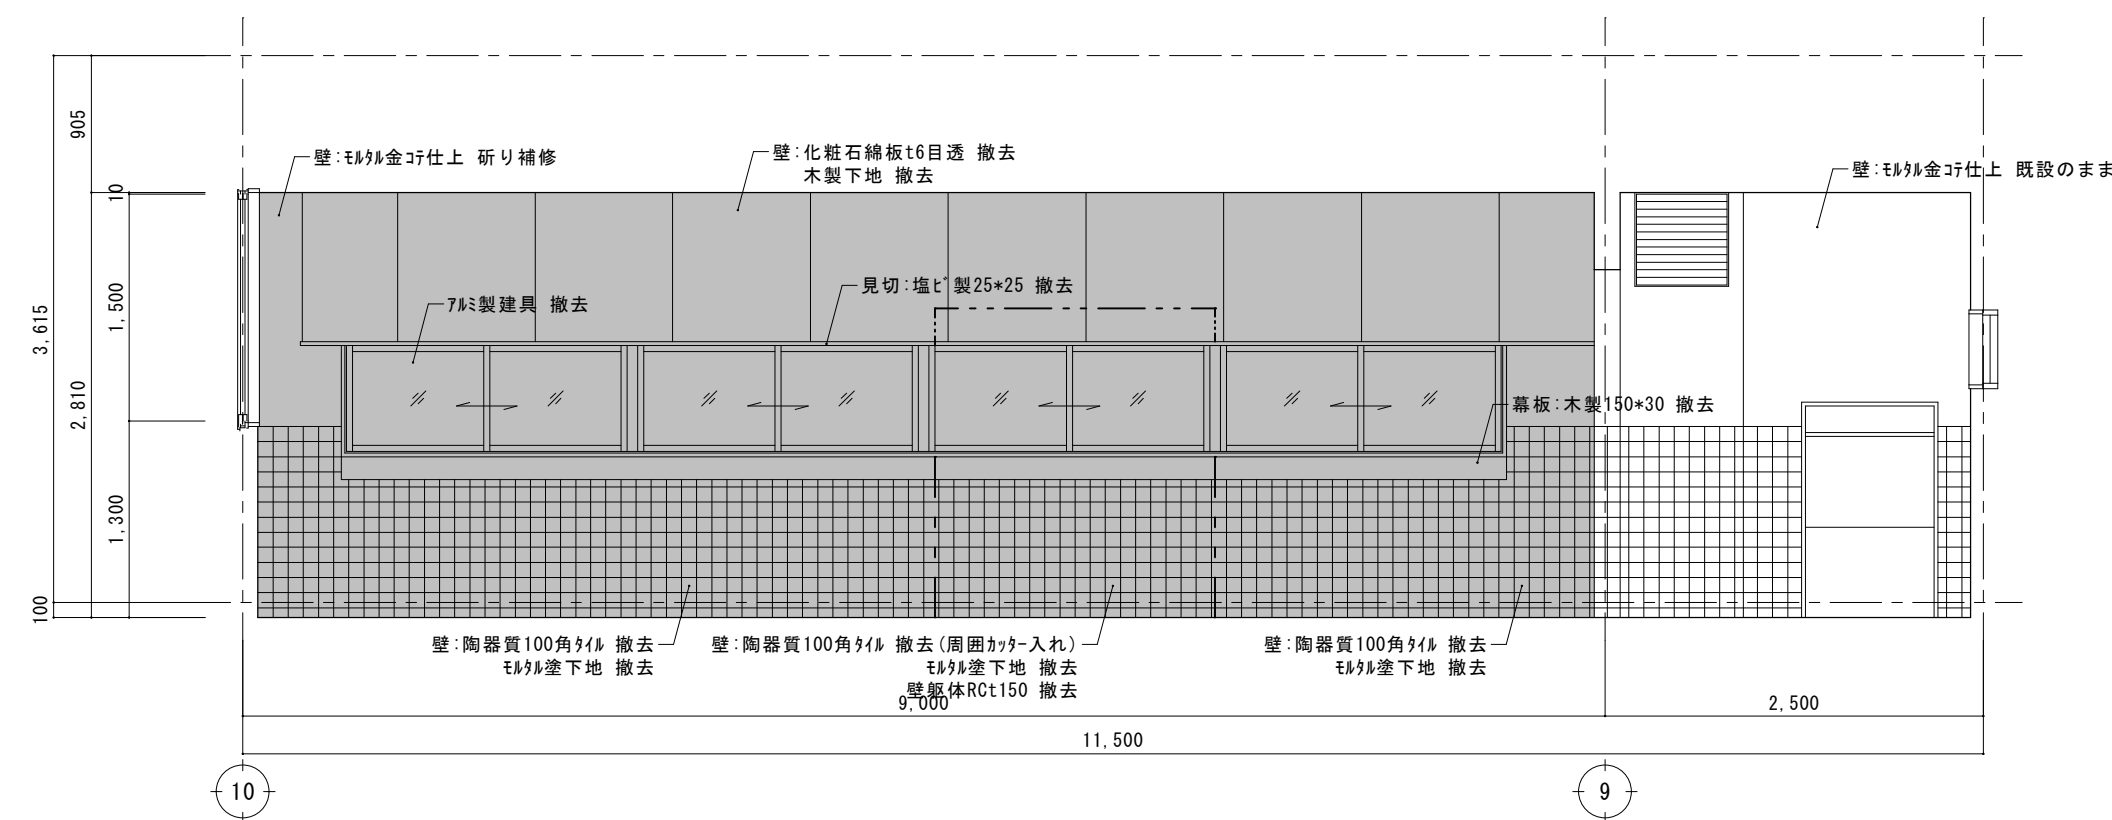 905
壁:ﾓﾙﾀﾙ金ｺﾃ仕上 斫り補修
壁:化粧石綿板t6目透 撤去
木製下地 撤去
壁:ﾓﾙﾀﾙ金ｺﾃ仕上 既設のまま
10
見切:塩ﾋﾞ製25*25 撤去
ｱﾙﾐ製建具 撤去
1,500
3,615
2,810
幕板:木製150*30 撤去
1,300
100
壁:陶器質100角ﾀｲﾙ 撤去
ﾓﾙﾀﾙ塗下地 撤去
壁:陶器質100角ﾀｲﾙ 撤去(周囲ｶｯﾀｰ入れ)
ﾓﾙﾀﾙ塗下地 撤去
壁躯体RCt150 撤去
壁:陶器質100角ﾀｲﾙ 撤去
ﾓﾙﾀﾙ塗下地 撤去
9,000
2,500
11,500
10
9